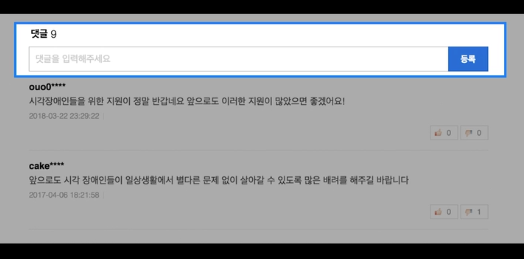 댓글 9
댓글을 입력해주세요
등록
ouo0****
시각장애인들을 위한 지원이 정말 반갑네요 앞으로도 이러한 지원이 많았으면 좋겠어요!
2018-03-22 23:29:22
0 0
cake****
앞으로도 시각 장애인들이 일상생활에서 별다른 문제 없이 살아갈 수 있도록 많은 배려를 해주길 바랍니다
2017-04-06 18:21:58
0 1